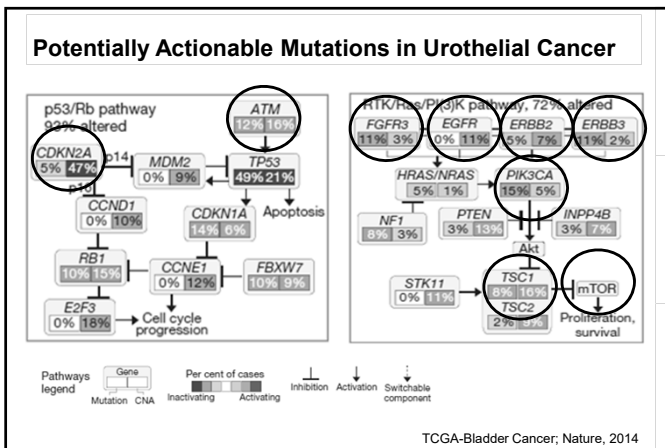 Potentially Actionable Mutations in Urothelial Cancer
p53/Rb pathway
93% altered
ATM
12% 16%
CDKN2A
5% 47%
p14
p16
MDM2
0% 9%
TP53
49% 21%
Apoptosis
CCND1
0% 10%
CDKN1A
14% 6%
RB1
10% 15%
CCNE1
0% 12%
FBXW7
10% 9%
E2F3
0% 18%
Cell cycle
progression
RTK/Ras/PI(3)K pathway, 72% altered
FGFR3
11% 3%
EGFR
0% 11%
ERBB2
5% 7%
ERBB3
11% 2%
HRAS/NRAS
5% 1%
PIK3CA
15% 5%
NF1
8% 3%
PTEN
3% 13%
INPP4B
3% 7%
Akt
STK11
0% 11%
TSC1
8% 16%
TSC2
2% 9%
mTOR
Proliferation,
survival
Pathways
legend
Gene
Mutation CNA
Per cent of cases
Inactivating Activating
Inhibition
Activation
Switchable
component
TCGA-Bladder Cancer; Nature, 2014